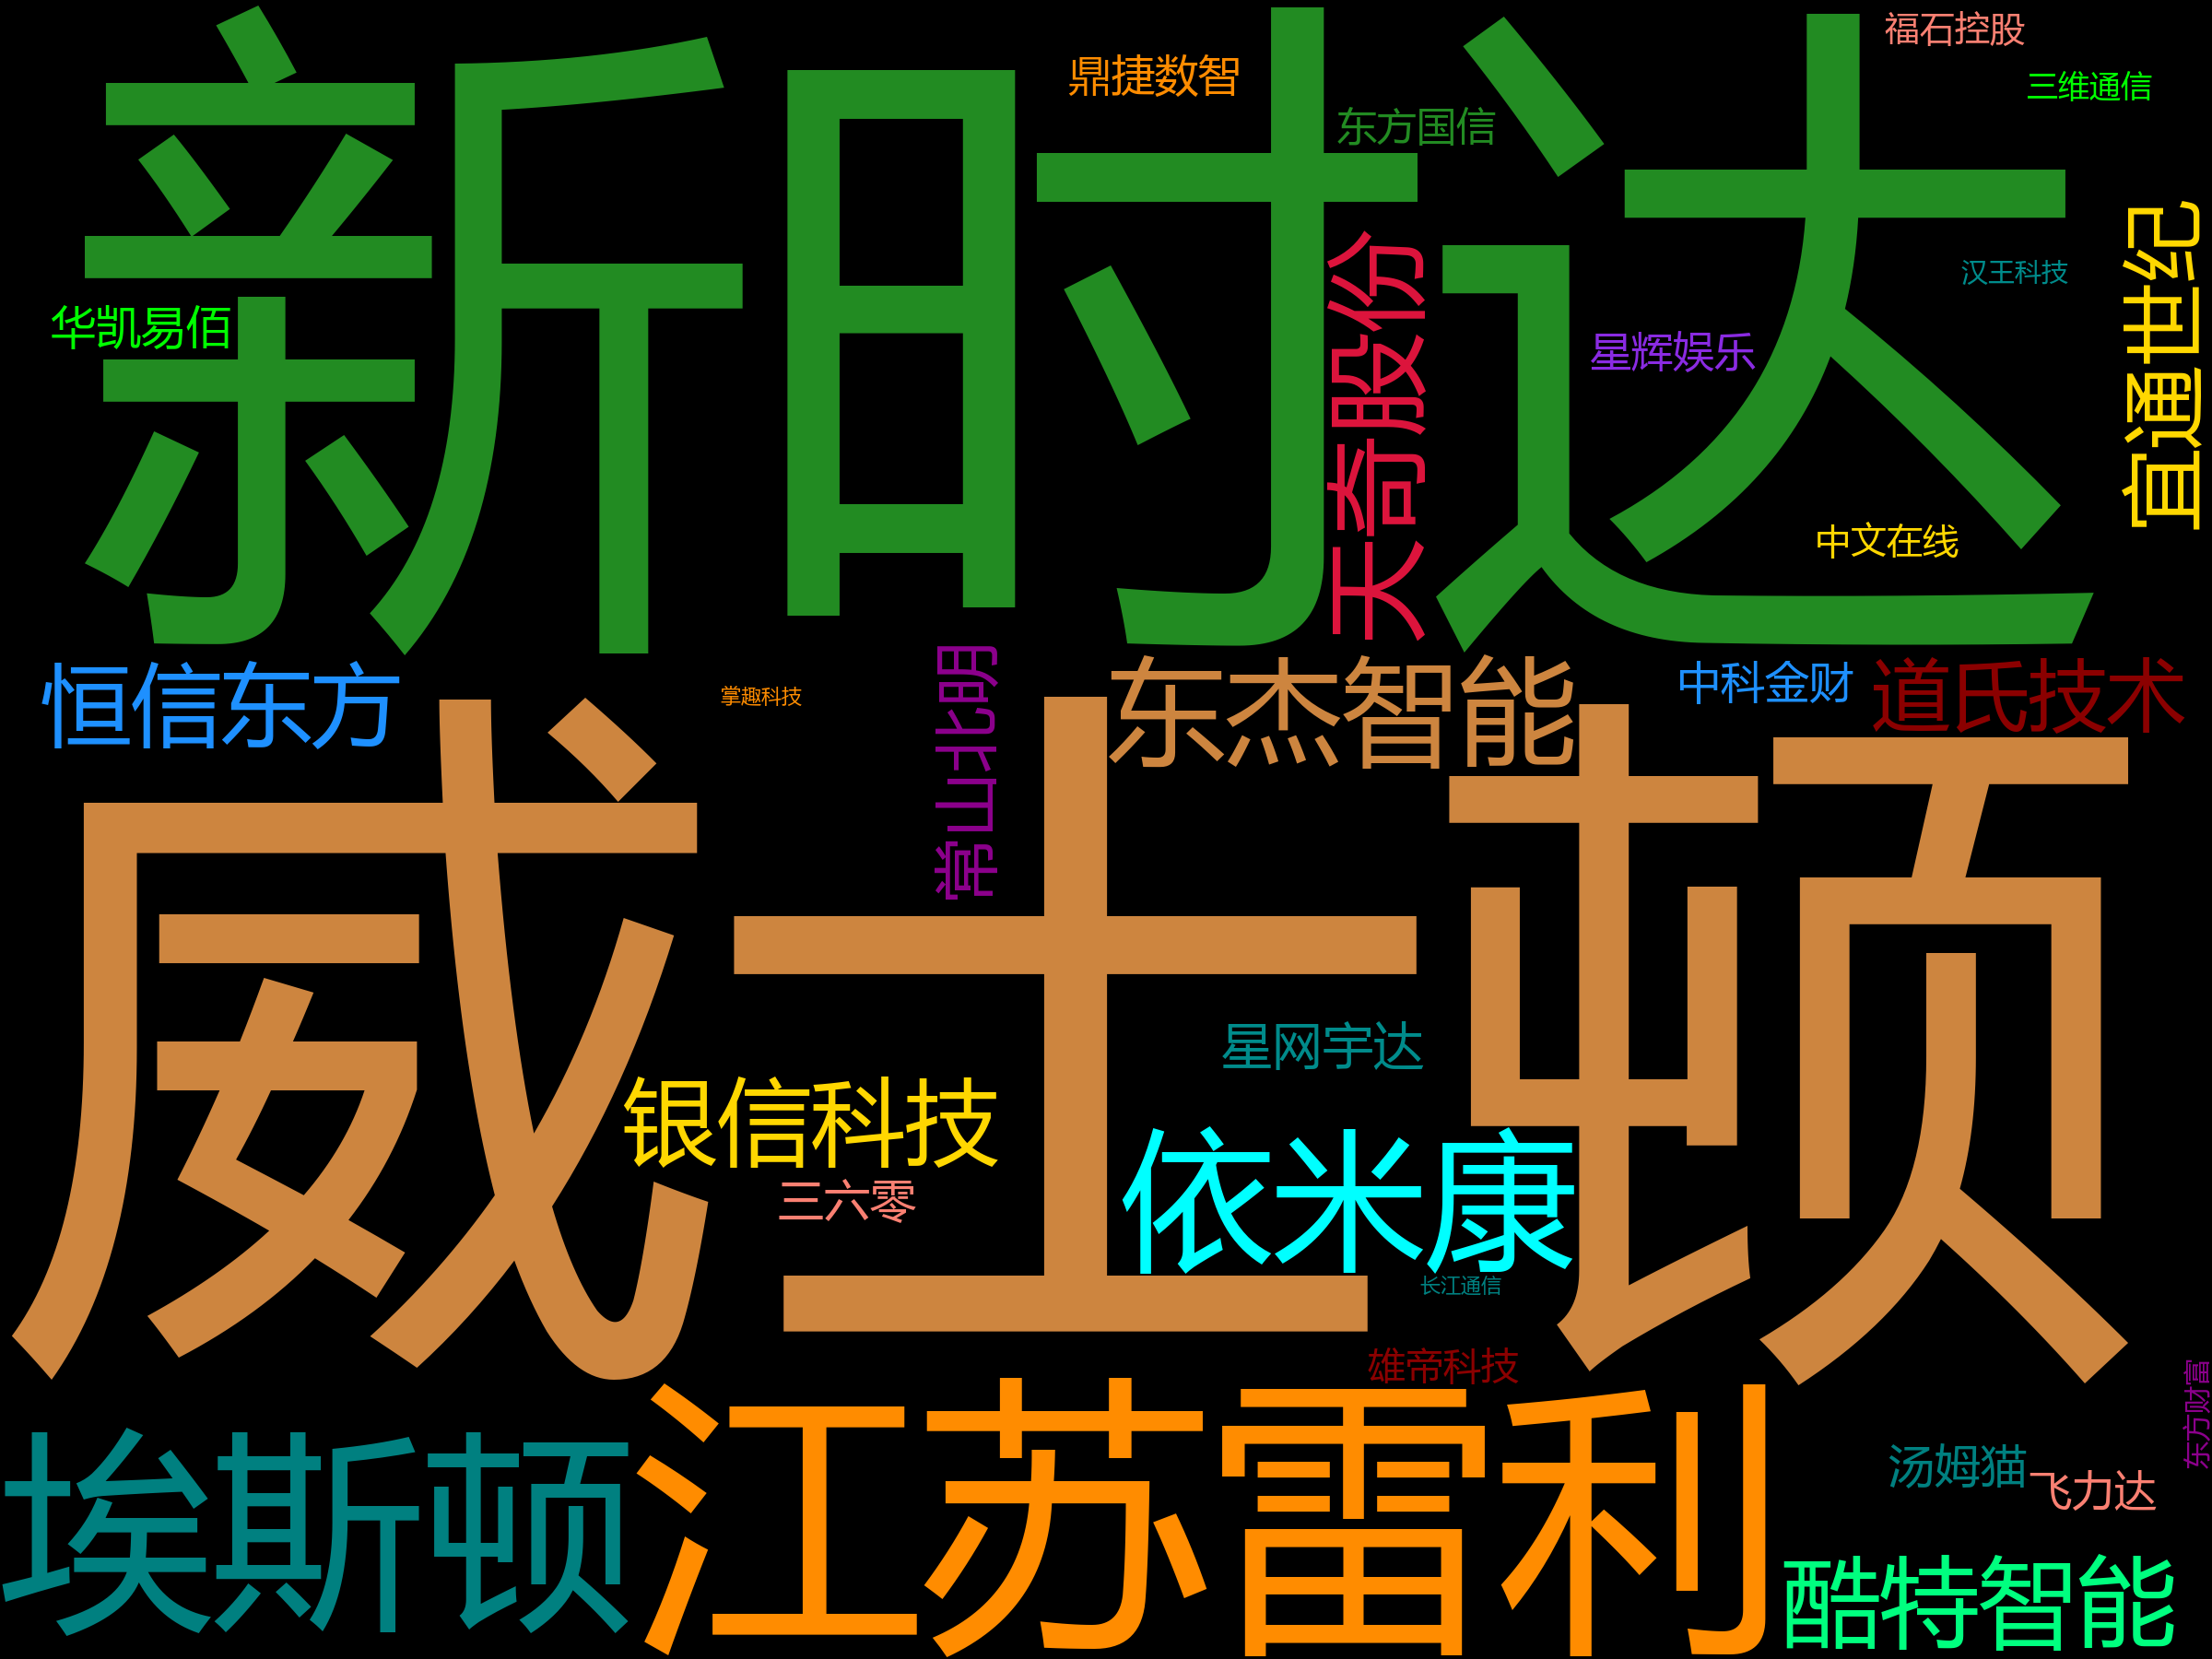 新时达
福石控股
鼎捷数智
三维通信
东方国信
宜通世纪
天奇股份
汉王科技
华凯易佰
星辉娱乐
中文在线
恒信东方
掌趣科技
常山北明
东杰智能
中科金财
道氏技术
威士顿
星网宇达
银信科技
依米康
三六零
长江通信
雄帝科技
东方财富
埃斯顿
江苏雷利
汤姆猫
飞力达
酷特智能